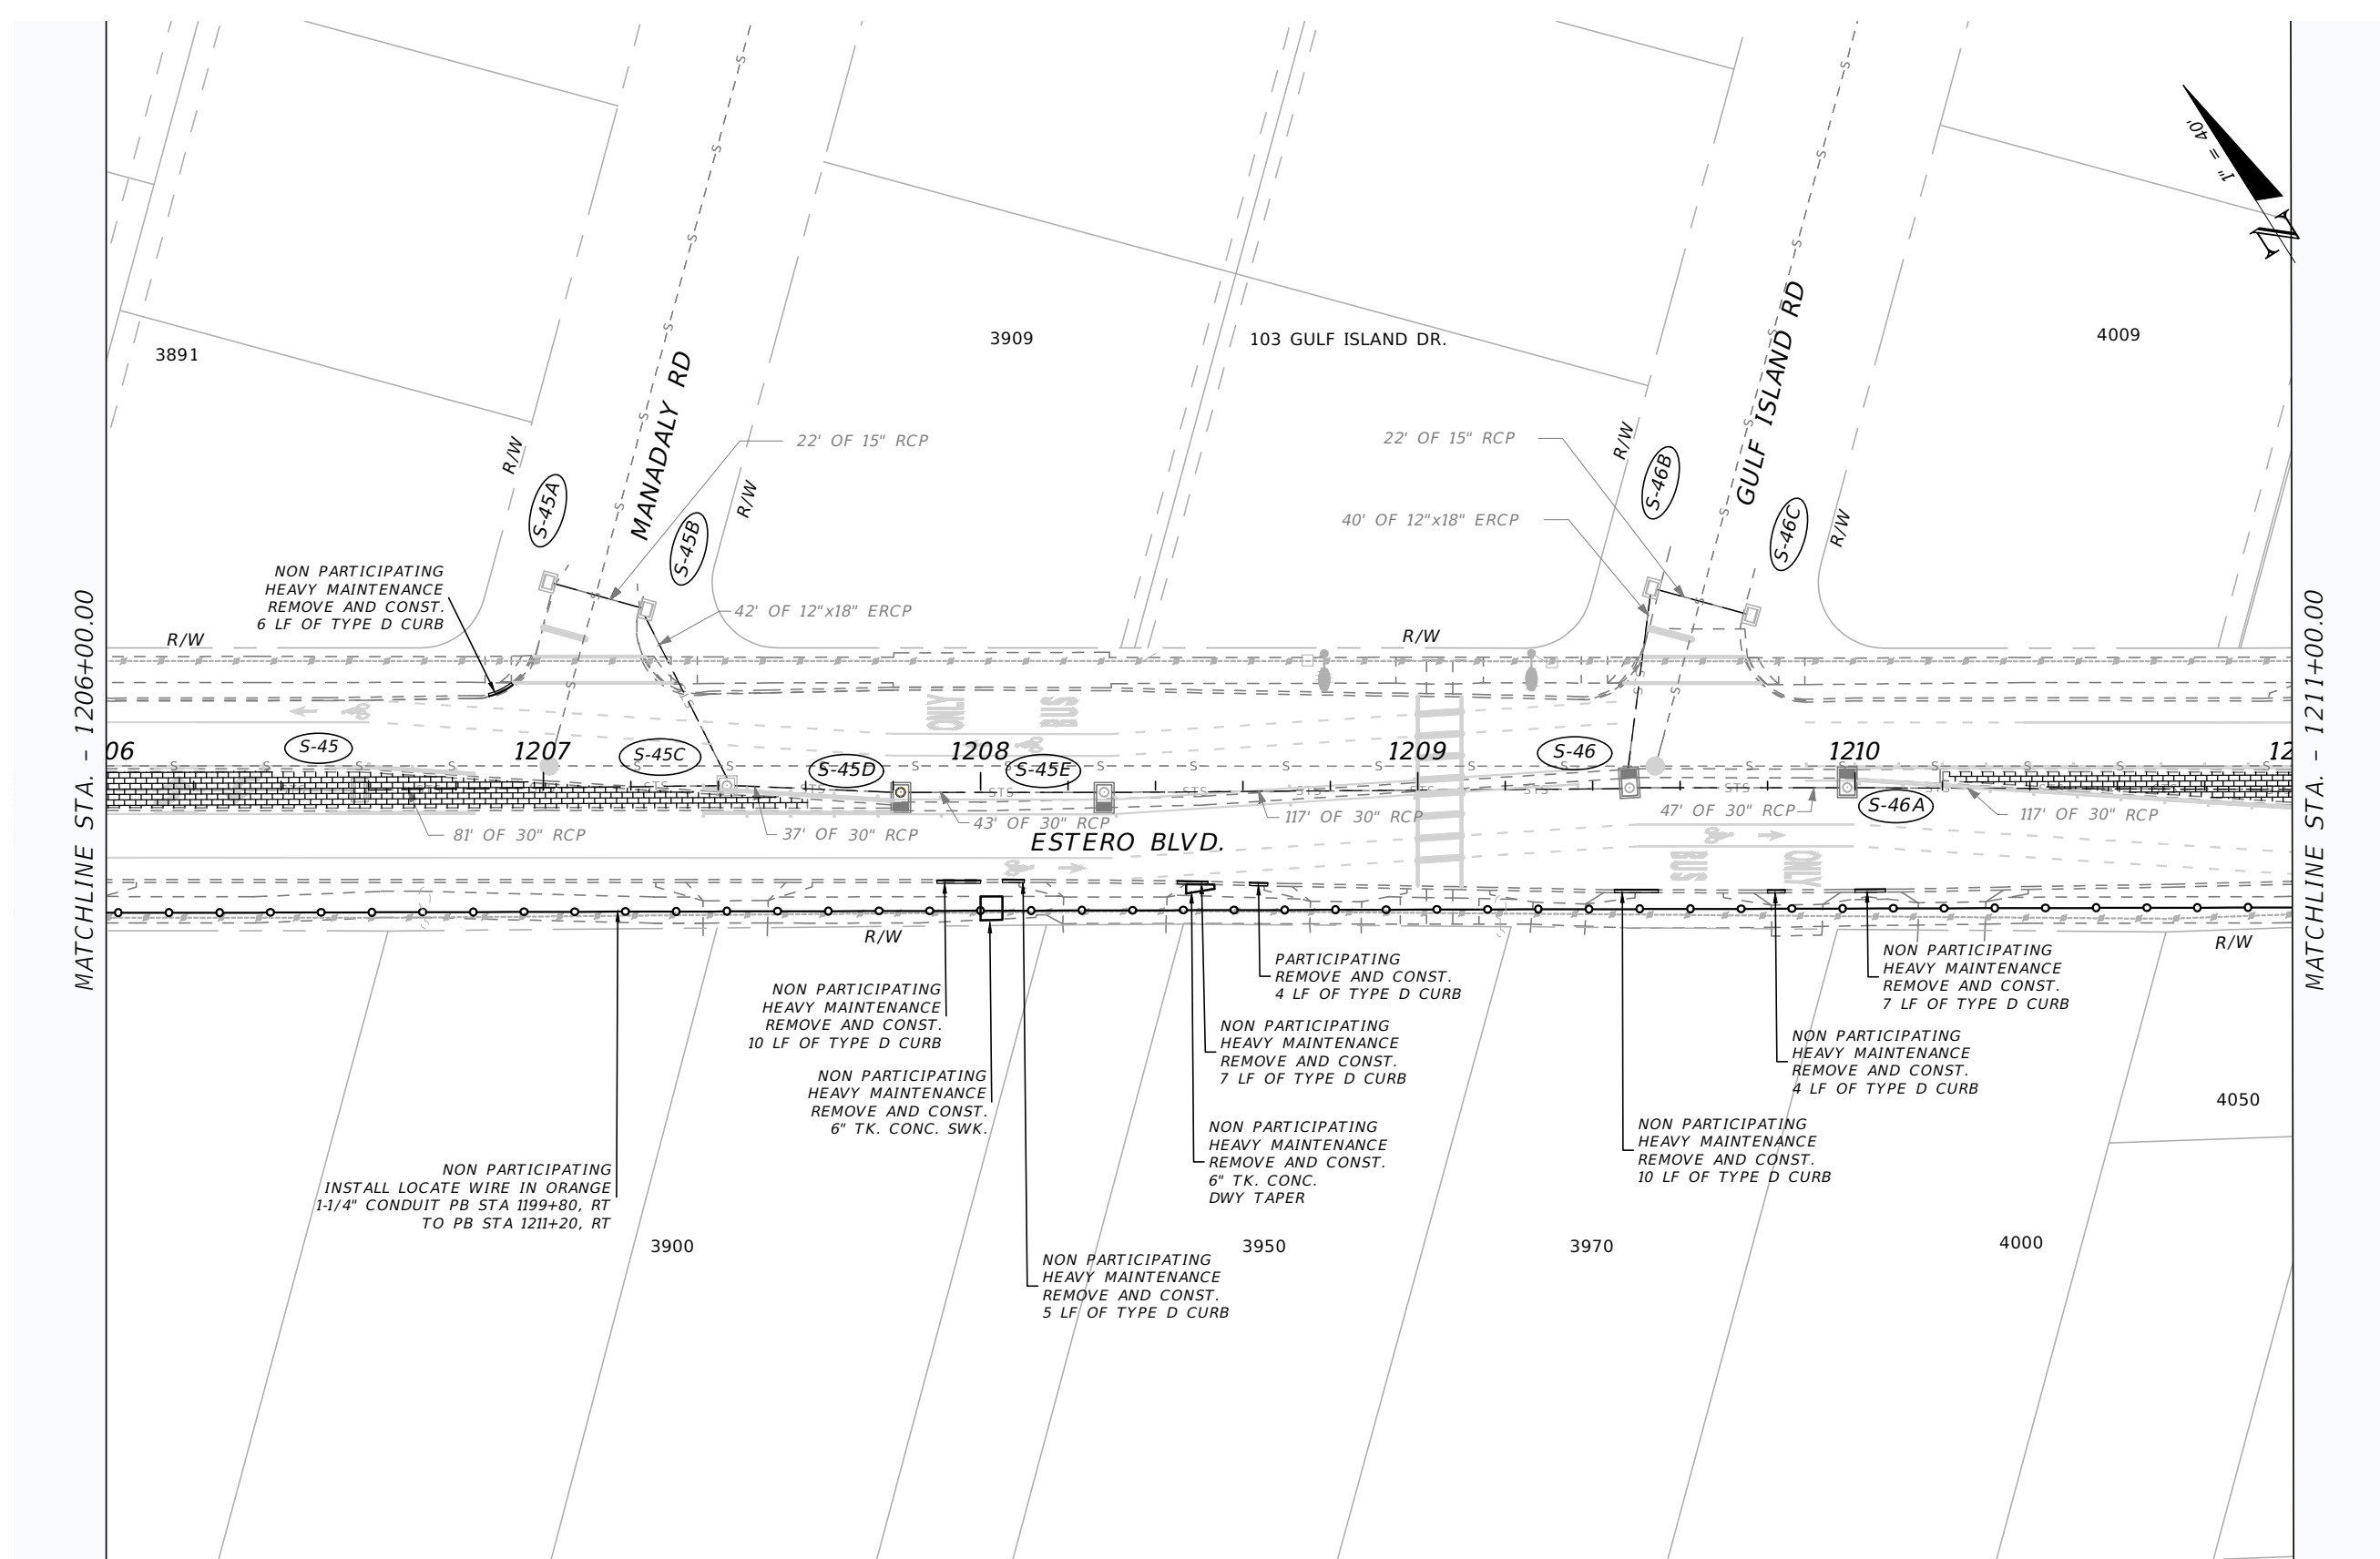 1" = 40'
N
3891
3909
103 GULF ISLAND DR.
4009
MANADALY RD
GULF ISLAND RD
R/W
R/W
R/W
R/W
22' OF 15" RCP
22' OF 15" RCP
S-45A
S-45B
S-46B
S-46C
40' OF 12"x18" ERCP
42' OF 12"x18" ERCP
NON PARTICIPATING
HEAVY MAINTENANCE
REMOVE AND CONST.
6 LF OF TYPE D CURB
R/W
R/W
MATCHLINE STA. - 1206+00.00
MATCHLINE STA. - 1211+00.00
ONLY
BUS
06
S-45
1207
S-45C
S-45D
1208
S-45E
1209
S-46
1210
S-46A
12
STS
STS
STS
STS
STS
STS
STS
STS
81' OF 30" RCP
37' OF 30" RCP
43' OF 30" RCP
117' OF 30" RCP
47' OF 30" RCP
117' OF 30" RCP
ESTERO BLVD.
BUS
ONLY
R/W
R/W
PARTICIPATING
REMOVE AND CONST.
4 LF OF TYPE D CURB
NON PARTICIPATING
HEAVY MAINTENANCE
REMOVE AND CONST.
7 LF OF TYPE D CURB
NON PARTICIPATING
HEAVY MAINTENANCE
REMOVE AND CONST.
10 LF OF TYPE D CURB
NON PARTICIPATING
HEAVY MAINTENANCE
REMOVE AND CONST.
7 LF OF TYPE D CURB
NON PARTICIPATING
HEAVY MAINTENANCE
REMOVE AND CONST.
4 LF OF TYPE D CURB
NON PARTICIPATING
HEAVY MAINTENANCE
REMOVE AND CONST.
6" TK. CONC. SWK.
4050
NON PARTICIPATING
HEAVY MAINTENANCE
REMOVE AND CONST.
6" TK. CONC.
DWY TAPER
NON PARTICIPATING
HEAVY MAINTENANCE
REMOVE AND CONST.
10 LF OF TYPE D CURB
NON PARTICIPATING
INSTALL LOCATE WIRE IN ORANGE
1-1/4" CONDUIT PB STA 1199+80, RT
TO PB STA 1211+20, RT
3900
3950
3970
4000
NON PARTICIPATING
HEAVY MAINTENANCE
REMOVE AND CONST.
5 LF OF TYPE D CURB